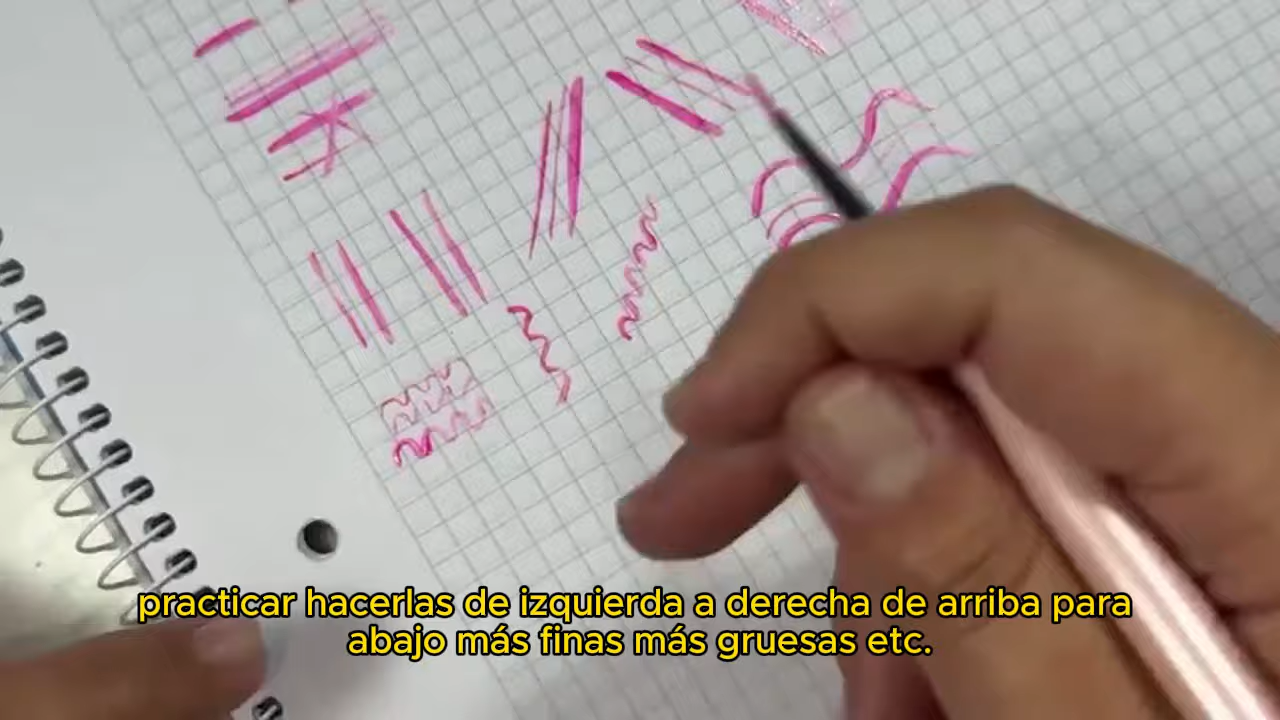 practicar hacerlas de izquierda a derecha de arriba para
abajo más finas más gruesas etc.